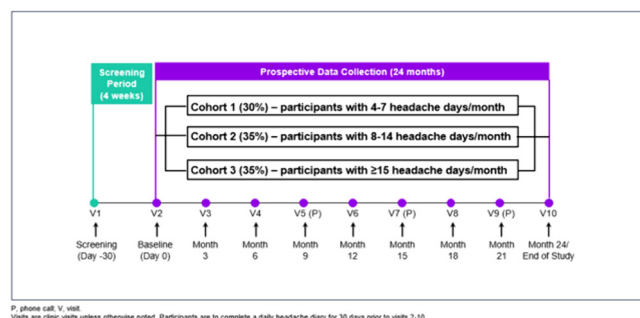 Screening
Period
(4 weeks)
Prospective Data Collection (24 months)
Cohort 1 (30%) – participants with 4-7 headache days/month
Cohort 2 (35%) – participants with 8-14 headache days/month
Cohort 3 (35%) – participants with ≥15 headache days/month
V1 V2 V3 V4 V5 (P) V6 V7 (P) V8 V9 (P) V10
Screening Baseline Month Month Month Month Month Month Month Month 24/
(Day -30) (Day 0) 3 6 9 12 15 18 21 End of Study
P, phone call; V, visit.
Visits are clinic visits unless otherwise noted. Participants are to complete a daily headache diary for 30 days prior to visits 2-10.